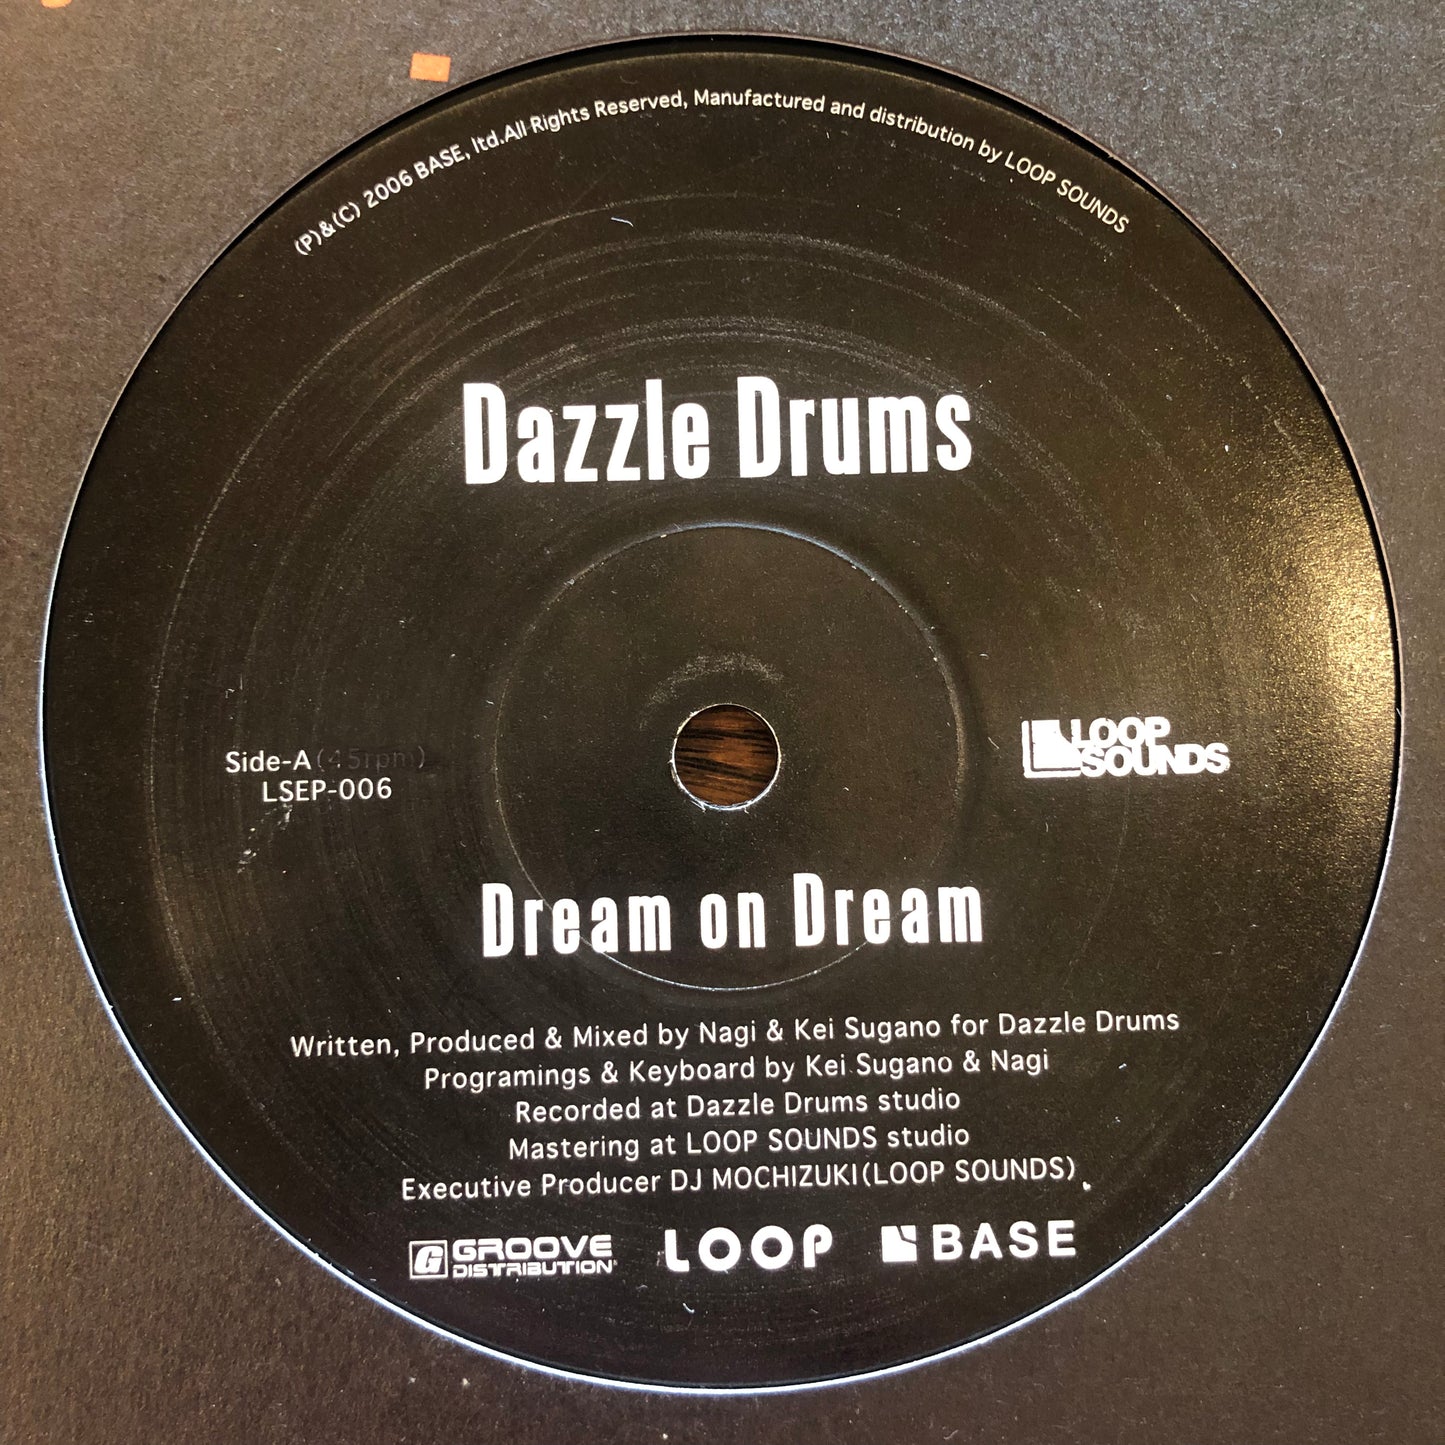 (P)&(C) 2006 BASE, ltd.All Rights Reserved, Manufactured and distribution by LOOP SOUNDS
Dazzle Drums
Side-A (45rpm)
LSEP-006
LOOP
SOUNDS
Dream on Dream
Written, Produced & Mixed by Nagi & Kei Sugano for Dazzle Drums
Programings & Keyboard by Kei Sugano & Nagi
Recorded at Dazzle Drums studio
Mastering at LOOP SOUNDS studio
Executive Producer DJ MOCHIZUKI(LOOP SOUNDS)
G GROOVE
DISTRIBUTION
LOOP
BASE